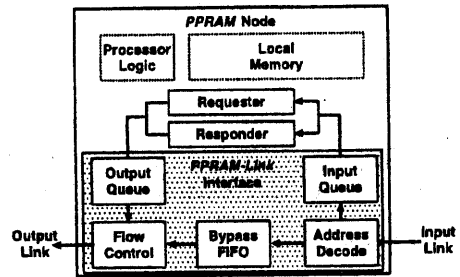 PPRAM Node
Processor
Logic
Local
Memory
Requester
Responder
PPRAM-Link
Interface
Output
Queue
Input
Queue
Output
Link
Flow
Control
Bypass
FIFO
Address
Decode
Input
Link